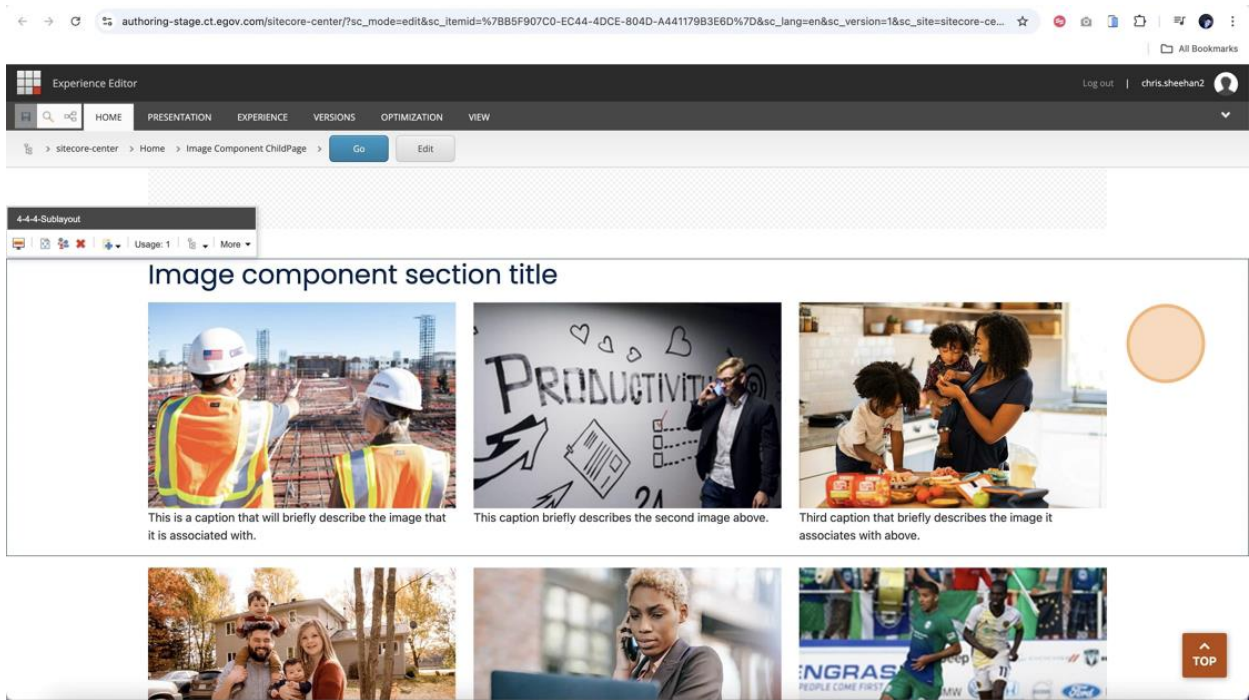 authoring-stage.ct.egov.com/sitecore-center/?sc_mode=edit&sc_itemid=%7BB5F907C0-EC44-4DCE-804D-A441179B3E6D%7D&sc_lang=en&sc_version=1&sc_site=sitecore-ce...
All Bookmarks
Experience Editor
Log out | chris.sheehan2
HOME PRESENTATION EXPERIENCE VERSIONS OPTIMIZATION VIEW
> sitecore-center > Home > Image Component ChildPage > Go Edit
4-4-4-Sublayout
Usage: 1 More
Image component section title
PRODUCTIVITY
This is a caption that will briefly describe the image that
it is associated with.
This caption briefly describes the second image above.
Third caption that briefly describes the image it
associates with above.
ENGRAS
PEOPLE COME FIRST
TOP